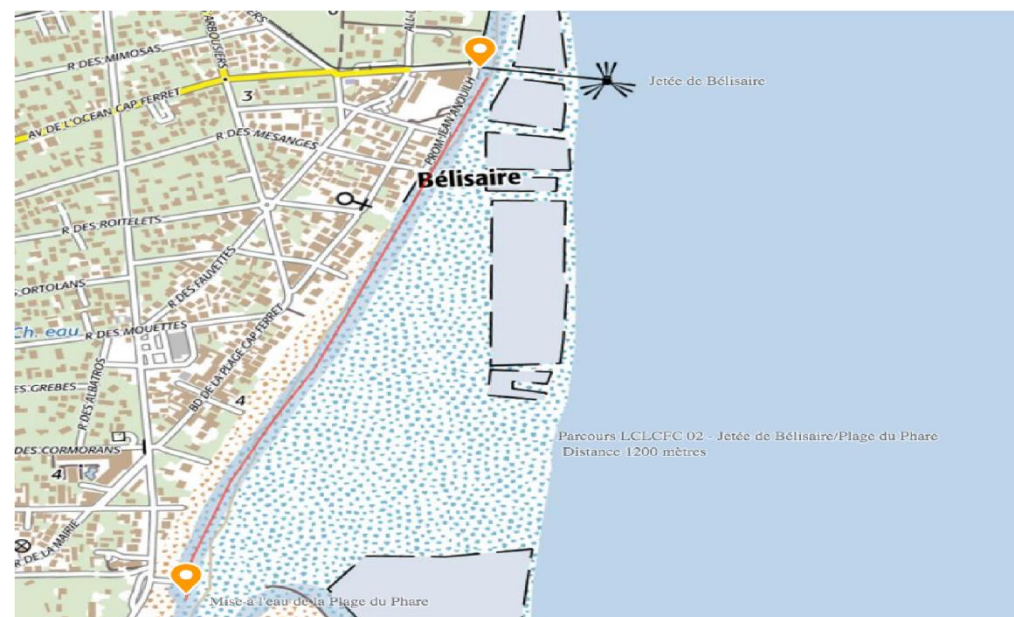 6
ALL
ARBOUSIERS
R DES MIMOSAS
Jetée de Bélisaire
3
AV DE L'OCEAN CAP FERRET
PROM JEAN ANOUILH
R DES MESANGES
Bélisaire
R DES ROITELETS
R DES FAUVETTES
ORTOLANS
Ch. eau
R DES MOUETTES
BD DE LA PLAGE CAP FERRET
R DES ALBATROS
ES GREBES
4
Parcours LCLCFC 02 - Jetée de Bélisaire/Plage du Phare
Distance 1200 mètres
DES CORMORANS
4
R DE LA MAIRIE
Mise à l'eau de la Plage du Phare